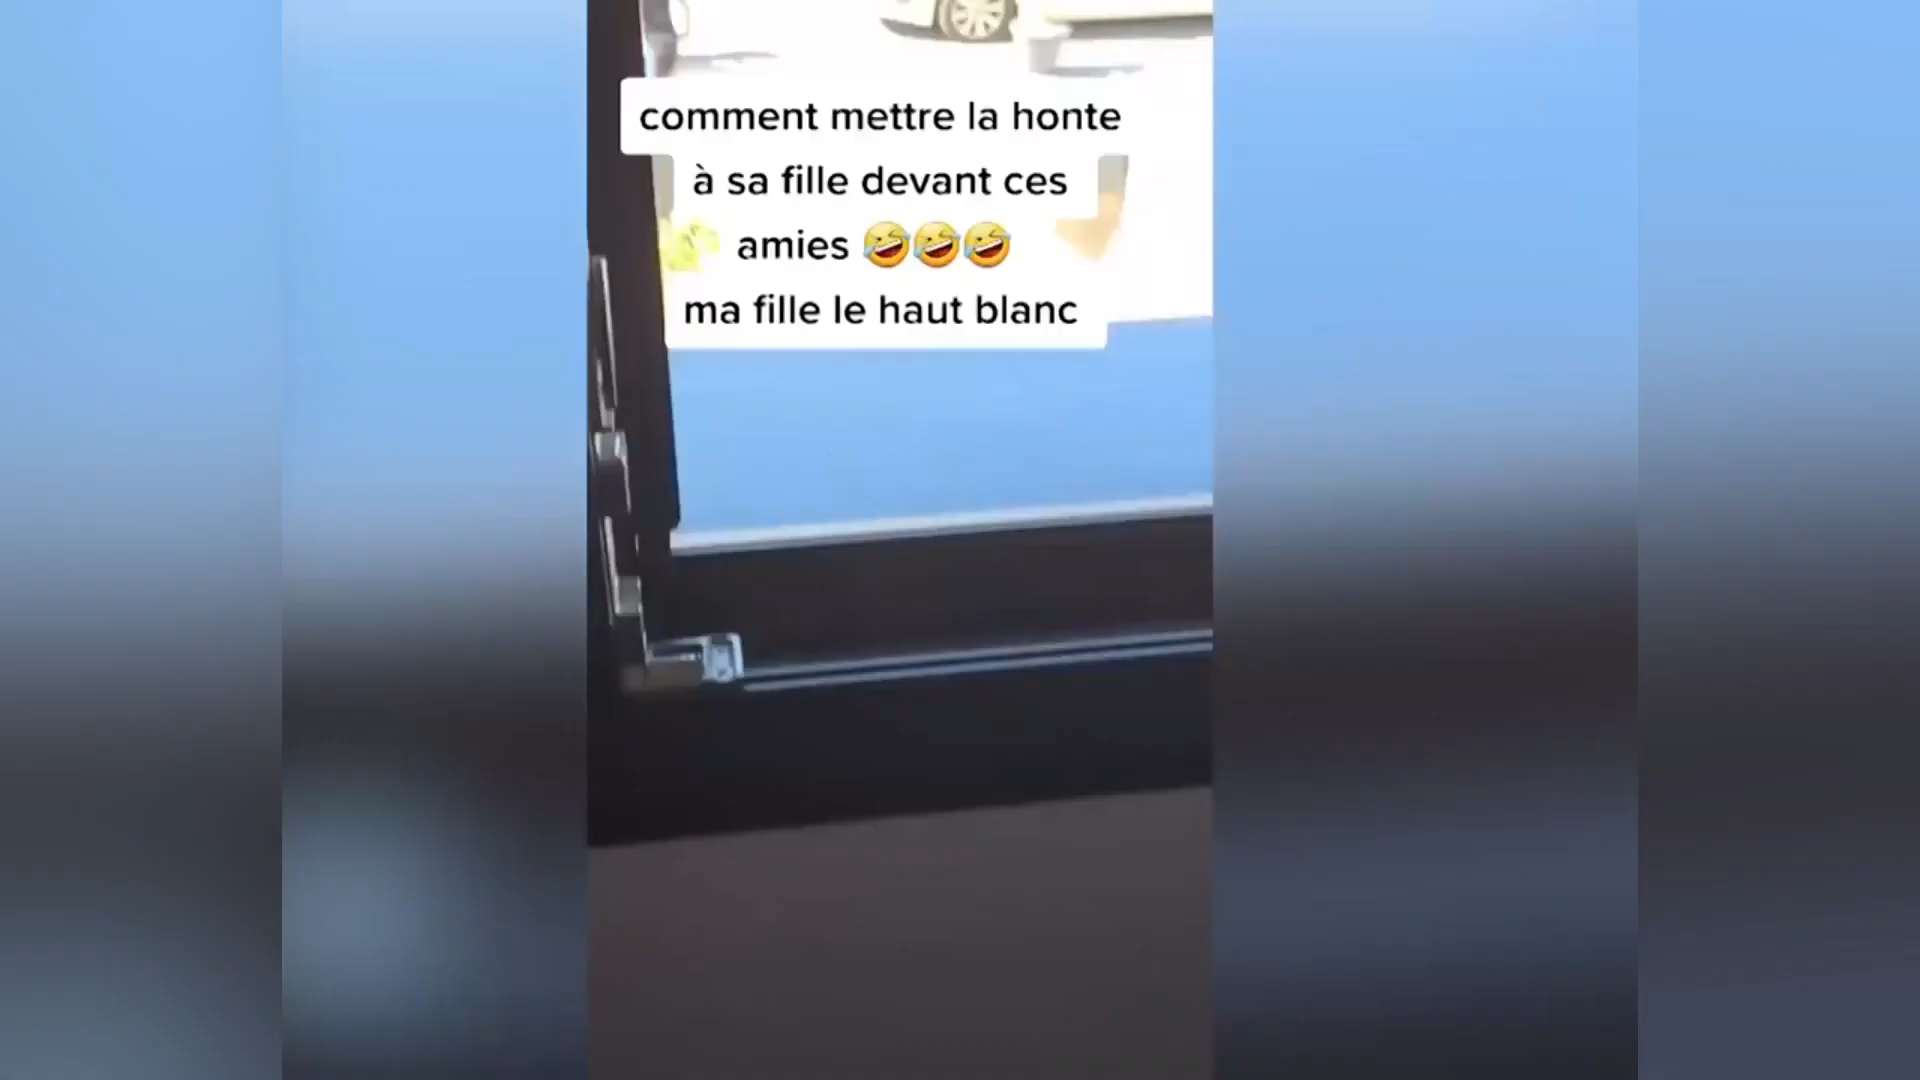 comment mettre la honte
à sa fille devant ces
amies 🤣🤣🤣
ma fille le haut blanc